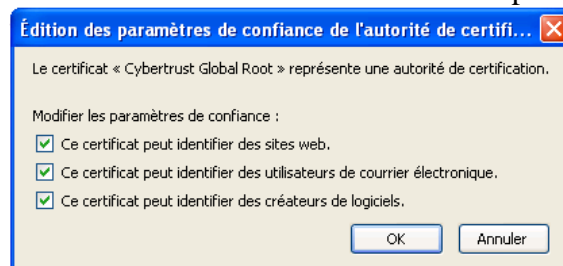 Édition des paramètres de confiance de l'autorité de certifi...
Le certificat « Cybertrust Global Root » représente une autorité de certification.
Modifier les paramètres de confiance :
Ce certificat peut identifier des sites web.
Ce certificat peut identifier des utilisateurs de courrier électronique.
Ce certificat peut identifier des créateurs de logiciels.
OK Annuler